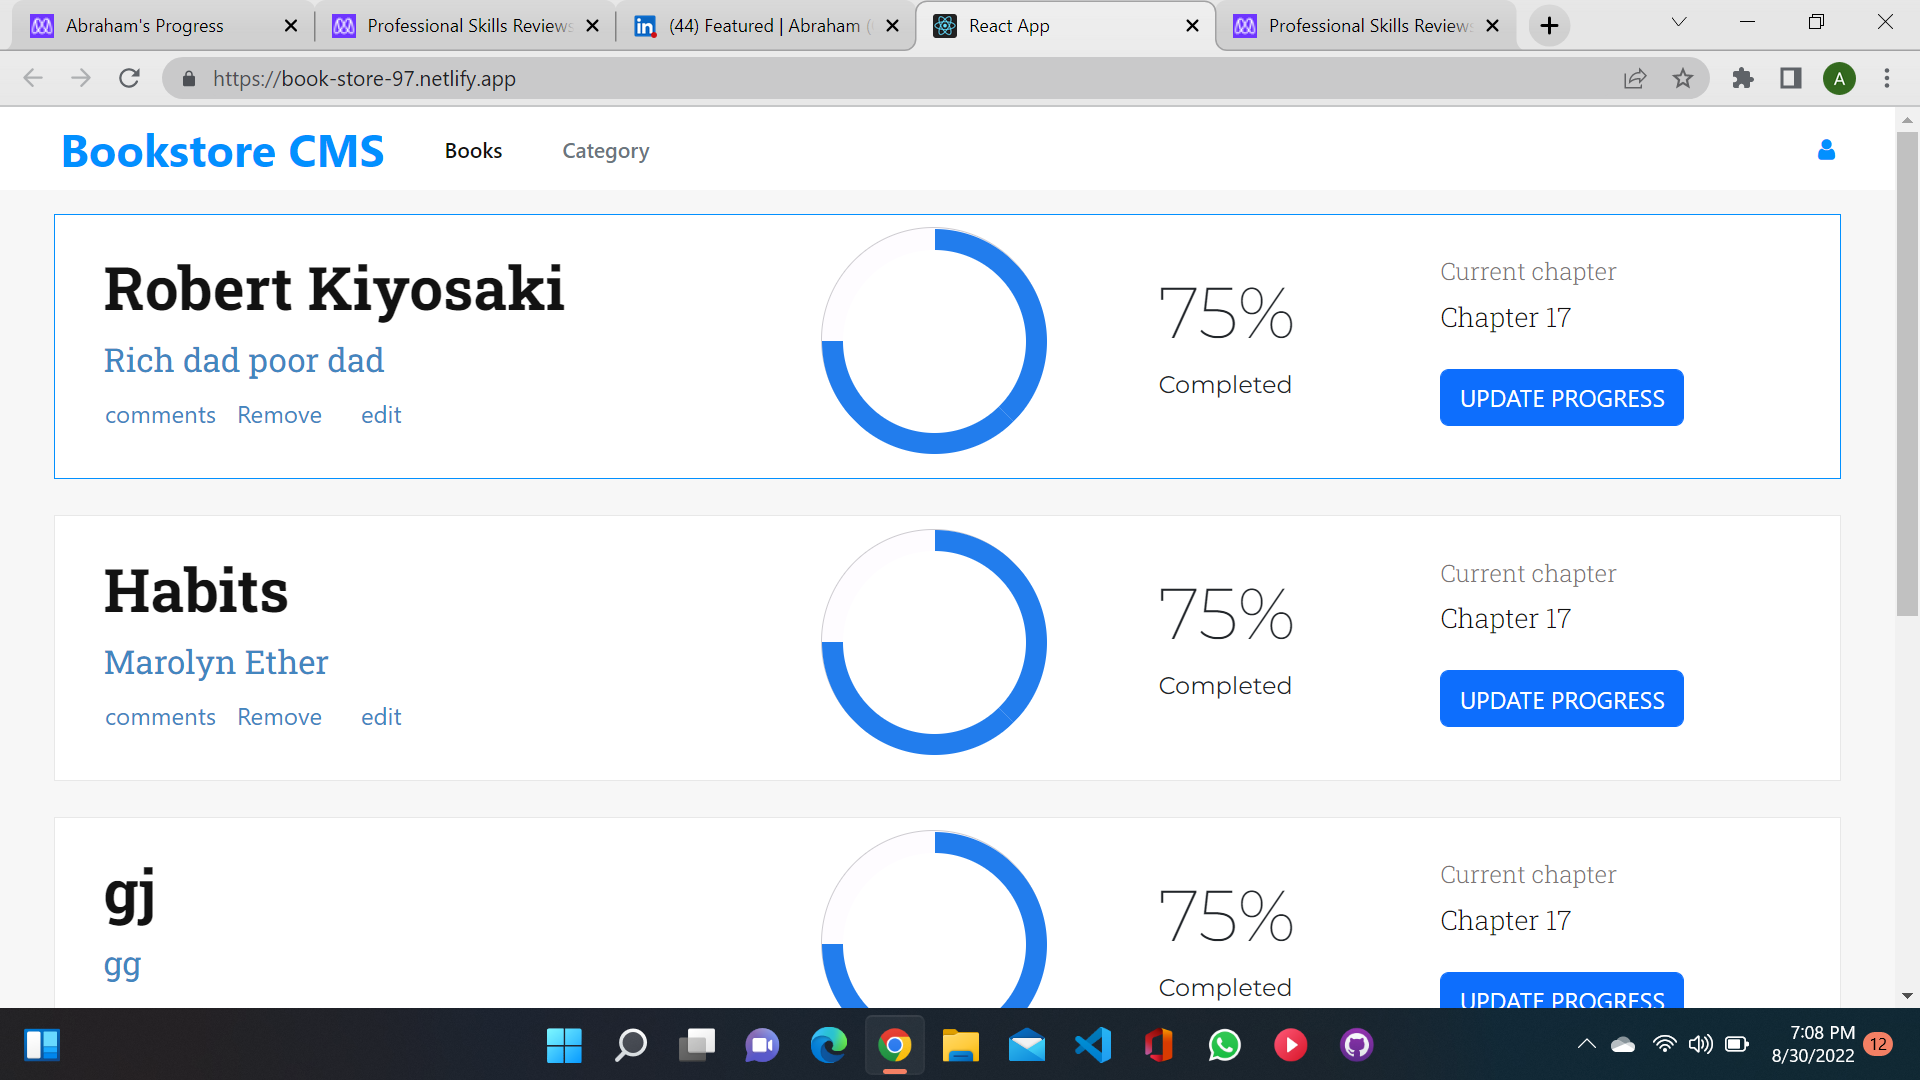 Abraham's Progress
Professional Skills Reviews
(44) Featured | Abraham
React App
Professional Skills Reviews
https://book-store-97.netlify.app
A
Bookstore CMS
Books
Category
Robert Kiyosaki
Rich dad poor dad
comments Remove edit
75%
Completed
Current chapter
Chapter 17
UPDATE PROGRESS
Habits
Marolyn Ether
comments Remove edit
75%
Completed
Current chapter
Chapter 17
UPDATE PROGRESS
gj
gg
75%
Completed
Current chapter
Chapter 17
UPDATE PROGRESS
7:08 PM
8/30/2022
12